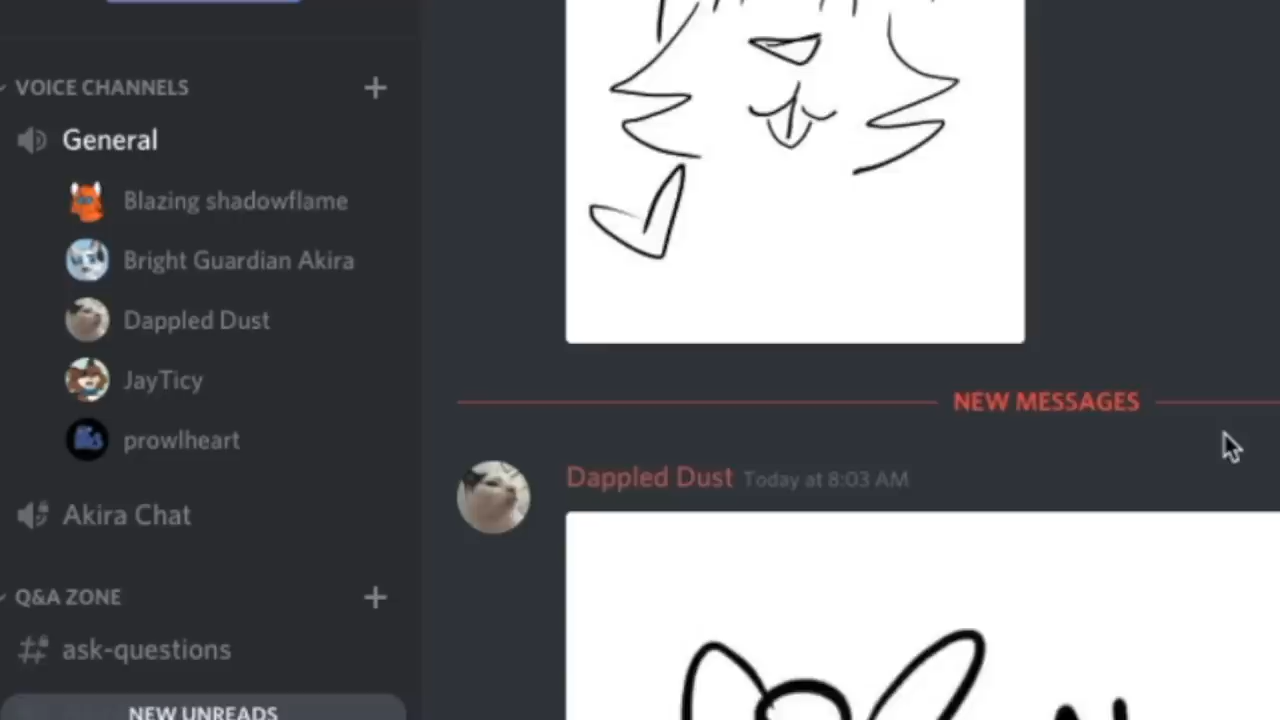 VOICE CHANNELS
General
Blazing shadowflame
Bright Guardian Akira
Dappled Dust
JayTicy
prowlheart
Akira Chat
Q&A ZONE
ask-questions
NEW UNREADS
NEW MESSAGES
Dappled Dust Today at 8:03 AM